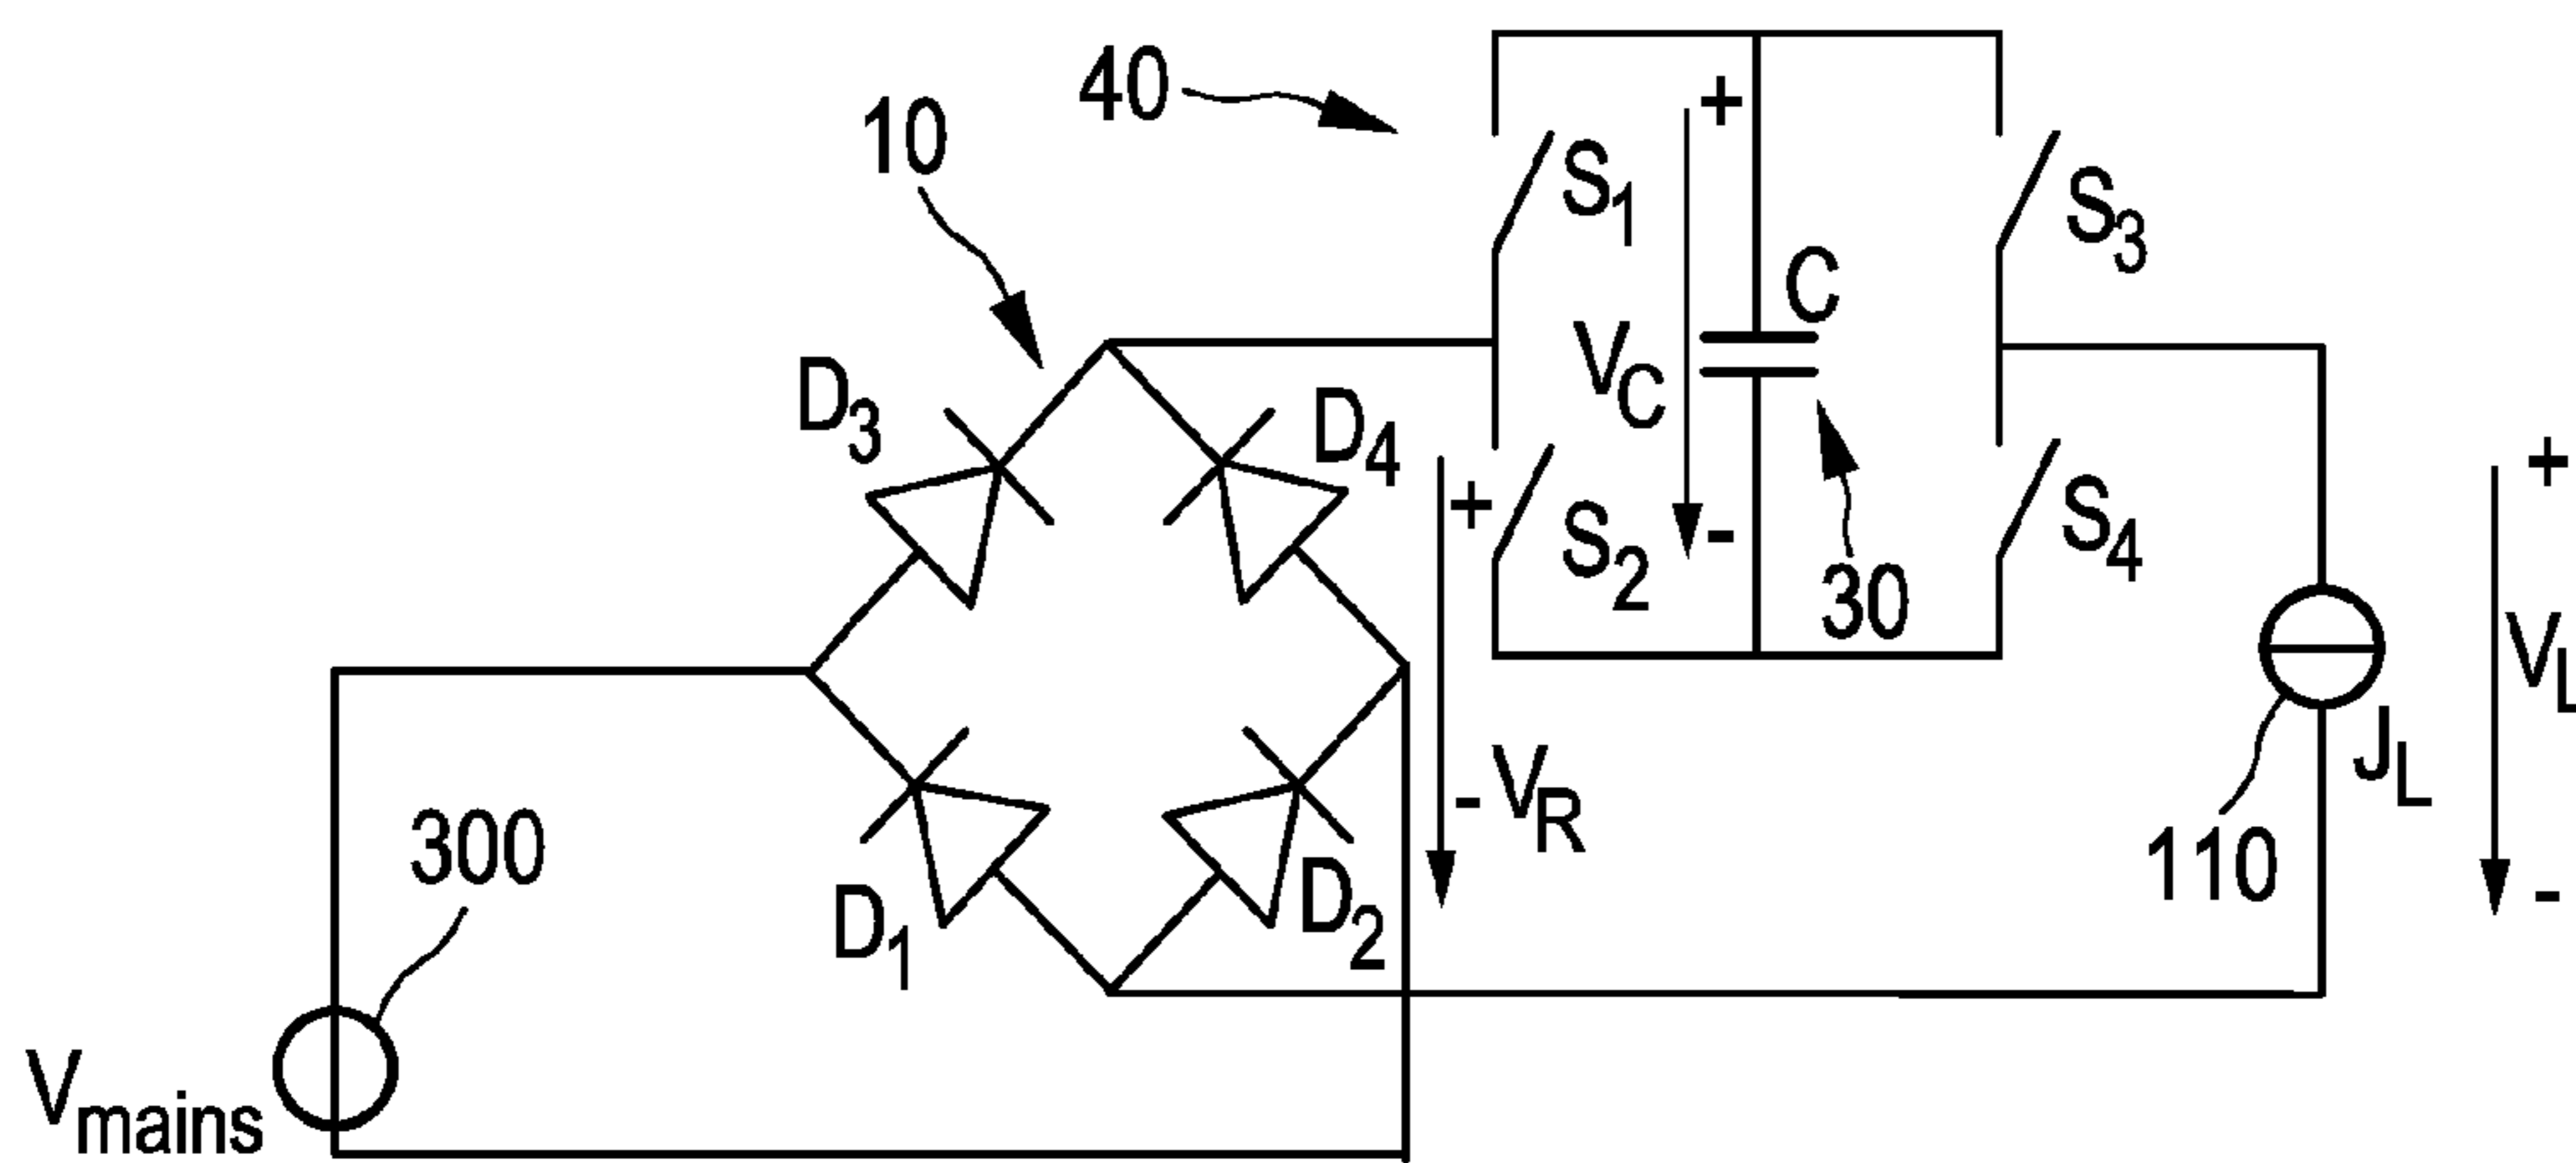 40
+
10
S1
S3
C
VC
D3
D4
+
+
S2
-
S4
30
VL
-
VR
JL
300
110
D1
D2
-
Vmains